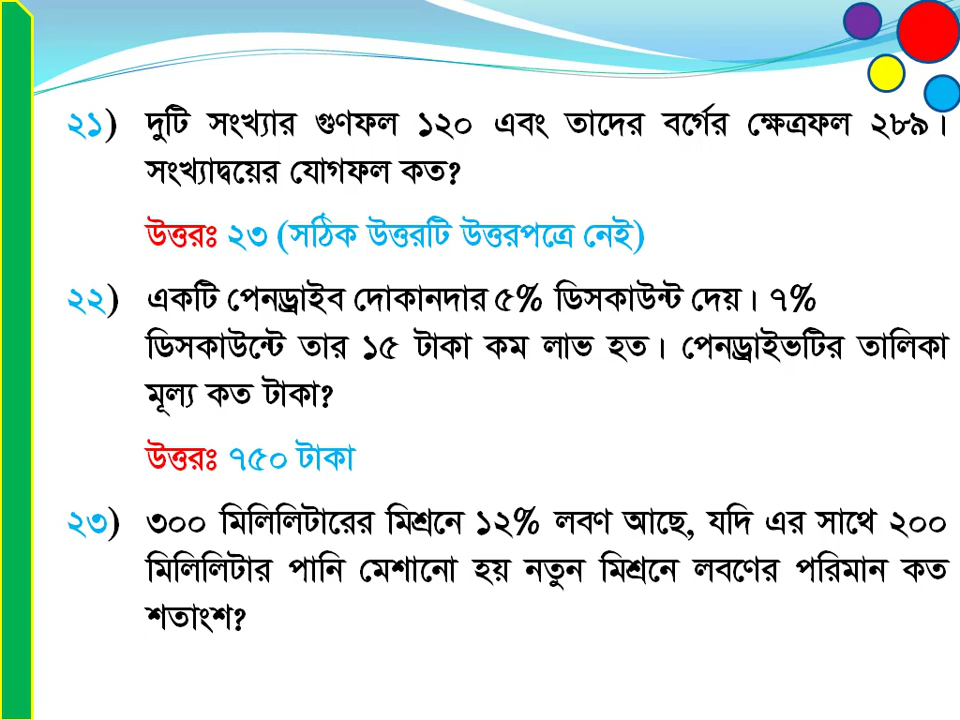 ২১) দুটি সংখ্যার গুণফল ১২০ এবং তাদের বর্গের ক্ষেত্রফল ২৮৯।
সংখ্যাদ্বয়ের যোগফল কত?
উত্তরঃ ২৩ (সঠিক উত্তরটি উত্তরপত্রে নেই)
২২) একটি পেনড্রাইব দোকানদার ৫% ডিসকাউন্ট দেয়। ৭%
ডিসকাউন্টে তার ১৫ টাকা কম লাভ হত। পেনড্রাইভটির তালিকা
মূল্য কত টাকা?
উত্তরঃ ৭৫০ টাকা
২৩) ৩০০ মিলিলিটারের মিশ্রনে ১২% লবণ আছে, যদি এর সাথে ২০০
মিলিলিটার পানি মেশানো হয় নতুন মিশ্রনে লবণের পরিমান কত
শতাংশ?